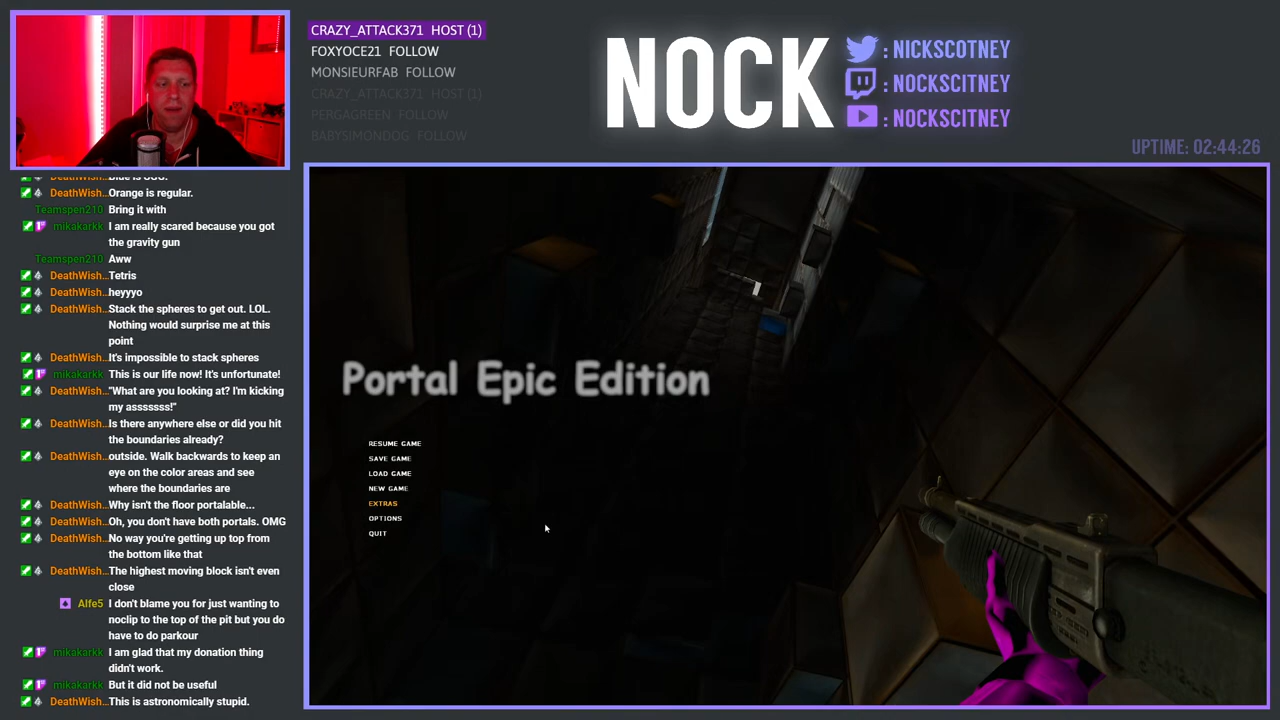 CRAZY_ATTACK371 HOST (1)
FOXYOCE21 FOLLOW
MONSIEURFAB FOLLOW
CRAZY_ATTACK371 HOST (1)
PERGAGREEN FOLLOW
BABYSIMONDOG FOLLOW
NOCK
: NICKSCOTNEY
: NOCKSCITNEY
: NOCKSCITNEY
UPTIME: 02:44:26
DeathWish..
DeathWish.. Orange is regular.
Teamspen210 Bring it with
mikakarkk I am really scared because you got
the gravity gun
Teamspen210 Aww
DeathWish.. Tetris
DeathWish.. heyyyo
DeathWish.. Stack the spheres to get out. LOL.
Nothing would surprise me at this
point
DeathWish.. It's impossible to stack spheres
mikakarkk This is our life now! It's unfortunate!
DeathWish.. "What are you looking at? I'm kicking
my asssssss!"
DeathWish.. Is there anywhere else or did you hit
the boundaries already?
DeathWish.. outside. Walk backwards to keep an
eye on the color areas and see
where the boundaries are
DeathWish.. Why isn't the floor portalable...
DeathWish.. Oh, you don't have both portals. OMG
DeathWish.. No way you're getting up top from
the bottom like that
DeathWish.. The highest moving block isn't even
close
Alfe5 I don't blame you for just wanting to
noclip to the top of the pit but you do
have to do parkour
mikakarkk I am glad that my donation thing
didn't work.
mikakarkk But it did not be useful
DeathWish.. This is astronomically stupid.
Portal Epic Edition
RESUME GAME
SAVE GAME
LOAD GAME
NEW GAME
EXTRAS
OPTIONS
QUIT